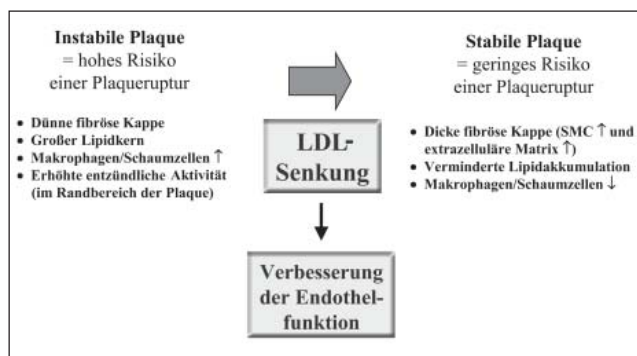 Instabile Plaque
= hohes Risiko
einer Plaqueruptur
• Dünne fibröse Kappe
• Großer Lipidkern
• Makrophagen/Schaumzellen ↑
• Erhöhte entzündliche Aktivität
(im Randbereich der Plaque)
LDL-
Senkung
Verbesserung
der Endothel-
funktion
Stabile Plaque
= geringes Risiko
einer Plaqueruptur
• Dicke fibröse Kappe (SMC ↑ und
extrazelluläre Matrix ↑)
• Verminderte Lipidakkumulation
• Makrophagen/Schaumzellen ↓